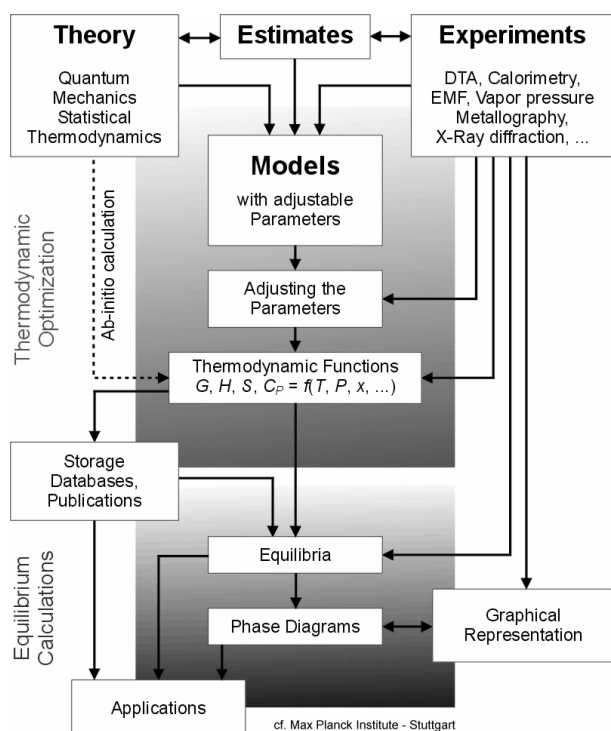 Theory
Estimates
Experiments
Quantum
Mechanics
Statistical
Thermodynamics
DTA, Calorimetry,
EMF, Vapor pressure
Metallography,
X-Ray diffraction, ...
Models
with adjustable
Parameters
Thermodynamic
Optimization
Ab-initio calculation
Adjusting the
Parameters
Thermodynamic Functions
G, H, S, C_P = f(T, P, x, ...)
Storage
Databases,
Publications
Equilibrium
Calculations
Equilibria
Phase Diagrams
Graphical
Representation
Applications
cf. Max Planck Institute - Stuttgart